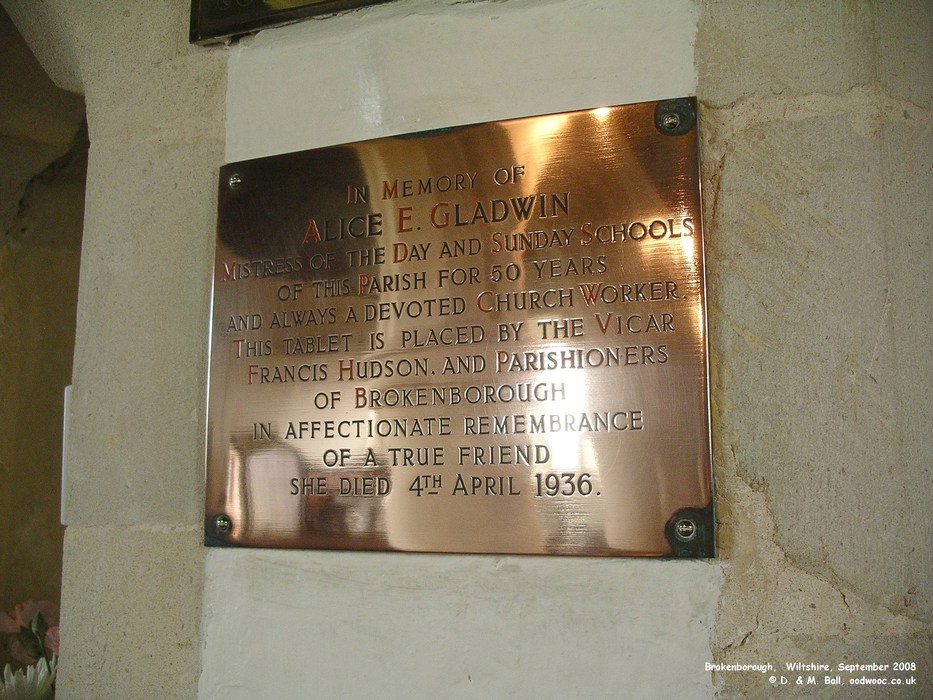 In Memory of
Alice E. Gladwin
Mistress of the Day and Sunday Schools
of this Parish for 50 years
and always a devoted Church Worker.
This tablet is placed by the Vicar
Francis Hudson, and Parishioners
of Brokenborough
in affectionate remembrance
of a true friend
she died 4th April 1936.
Brokenborough, Wiltshire, September 2008
© D. & M. Ball, oodwooc.co.uk